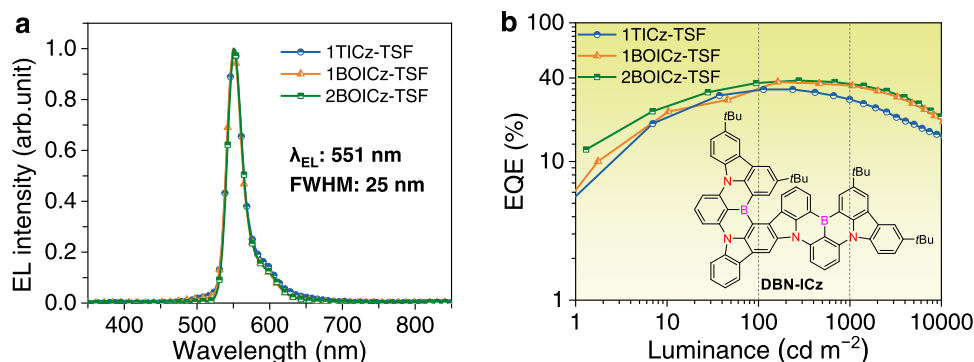 a
EL intensity (arb.unit)
1.0
0.8
0.6
0.4
0.2
0.0
1TICz-TSF
1BOICz-TSF
2BOICz-TSF
λEL: 551 nm
FWHM: 25 nm
400
500
600
700
800
Wavelength (nm)
b
EQE (%)
100
40
10
1
1TICz-TSF
1BOICz-TSF
2BOICz-TSF
tBu
tBu
tBu
tBu
N
B
N
N
B
N
DBN-ICz
1
10
100
1000
10000
Luminance (cd m⁻²)